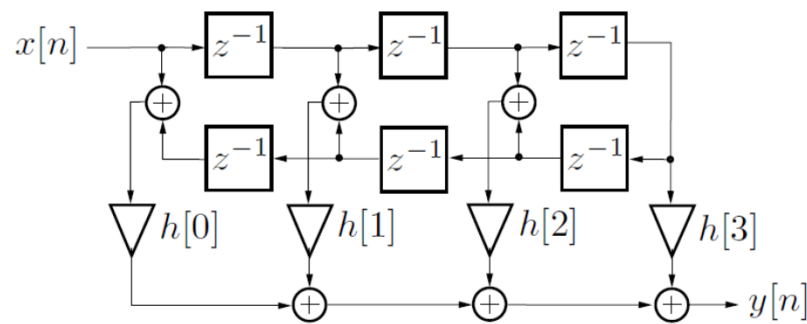 x[n] z⁻¹ z⁻¹ z⁻¹
+ + +
z⁻¹ z⁻¹ z⁻¹
h[0] h[1] h[2] h[3]
+ + + y[n]